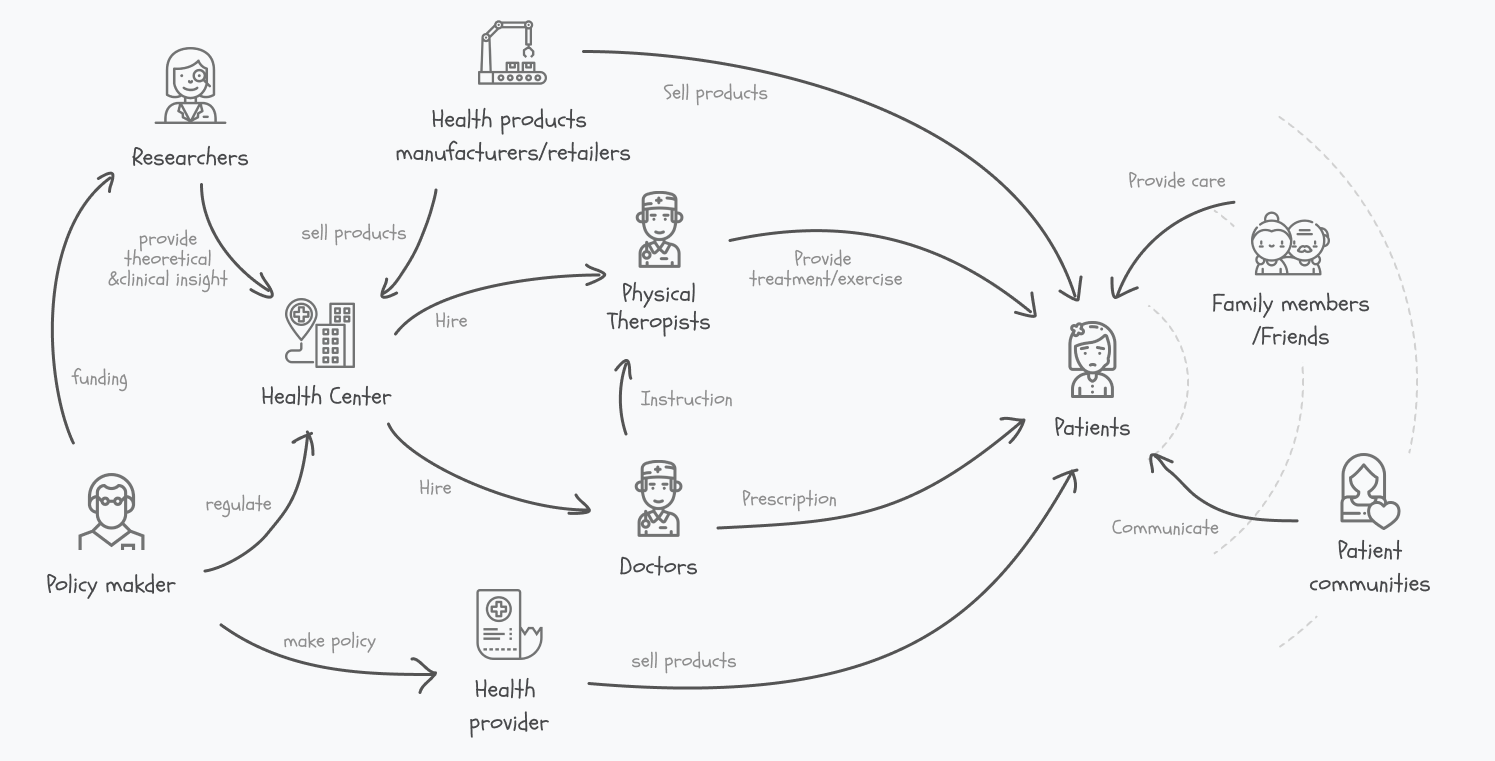 Health products
manufacturers/retailers
Sell products
Researchers
Provide care
provide
theoretical
&clinical insight
sell products
Provide
treatment/exercise
Physical
Theropists
Hire
Family members
/Friends
funding
Health Center
Instruction
Patients
regulate
Hire
Prescription
Communicate
Policy makder
Doctors
Patient
communities
make policy
sell products
Health
provider